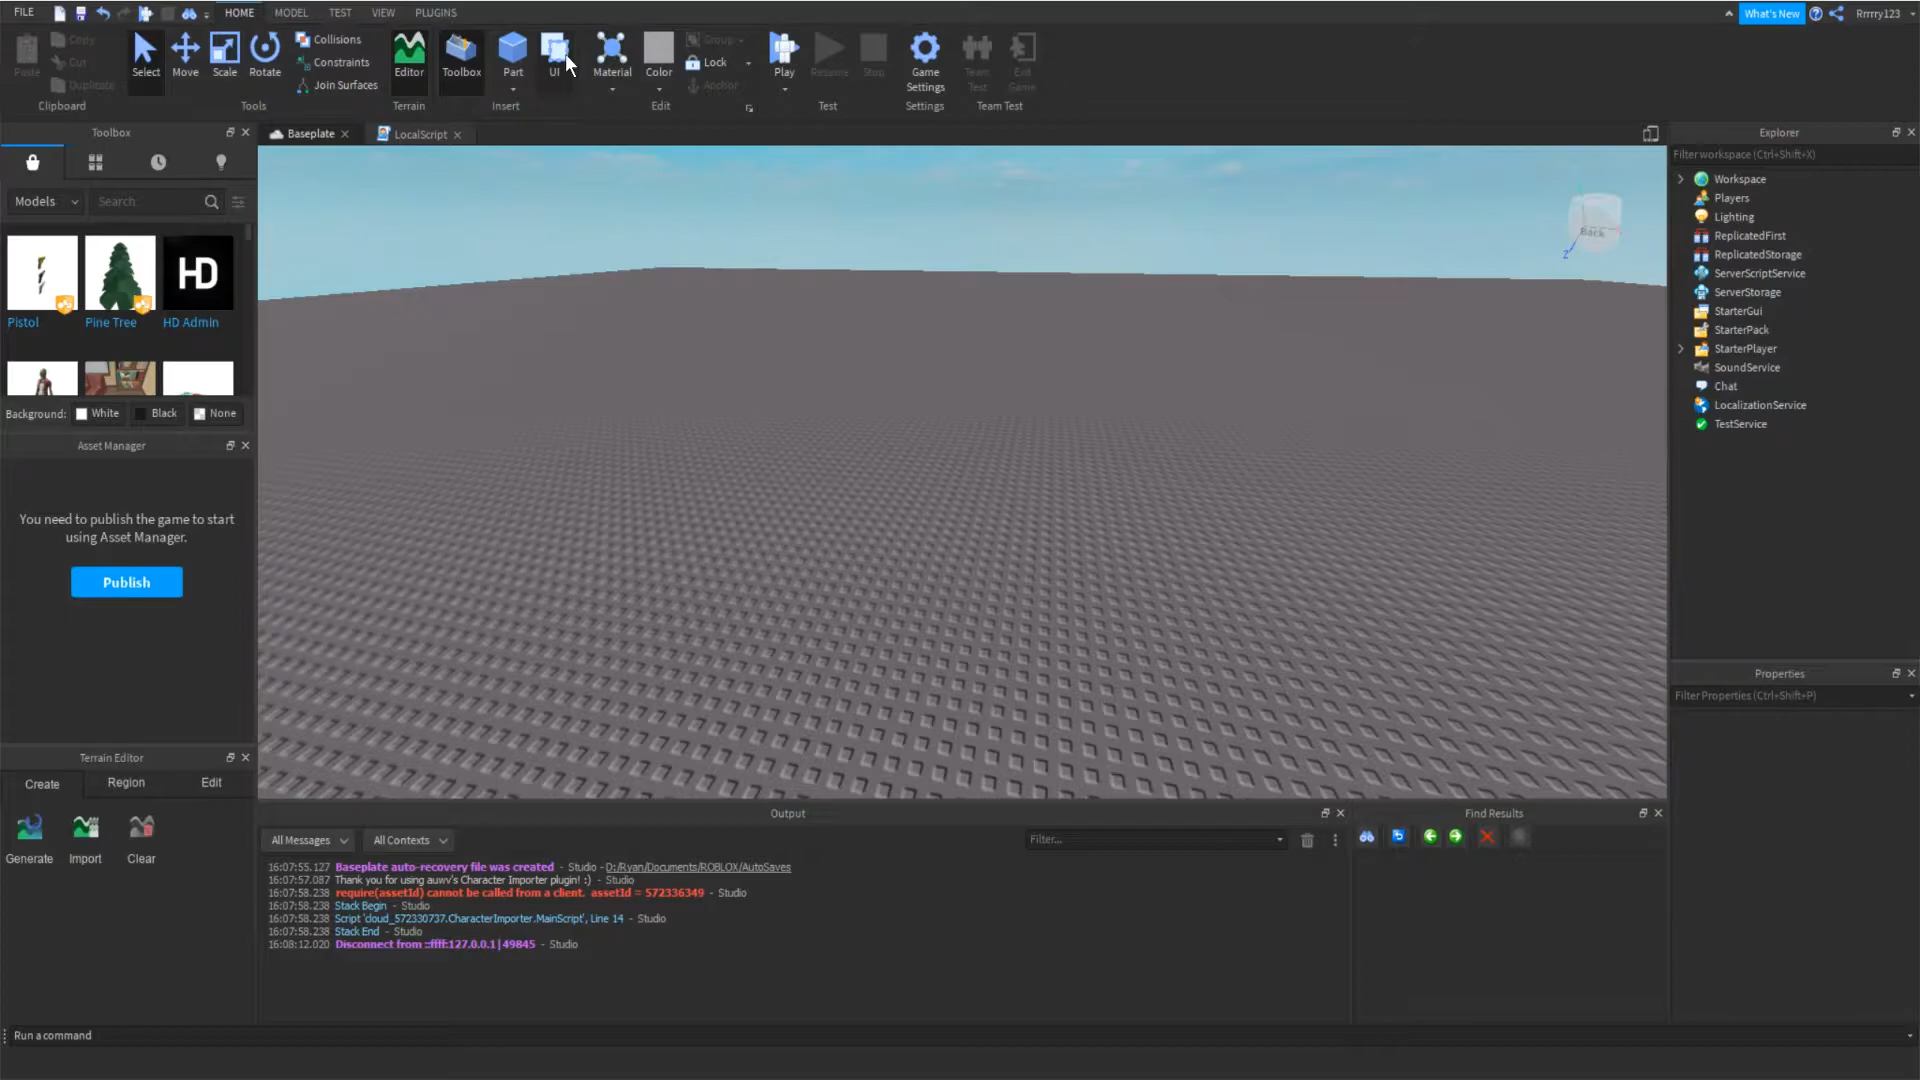 FILE HOME MODEL TEST VIEW PLUGINS What's New Rrrrry123
Paste Copy Cut Duplicate Select Move Scale Rotate Collisions Constraints Join Surfaces Editor Toolbox Part UI Material Color Group Lock Anchor Play Resume Stop Game Settings Team Test Exit Game
Clipboard Tools Terrain Insert Edit Test Settings Team Test
Toolbox
Models Search
HD
Pistol Pine Tree HD Admin
Background: White Black None
Asset Manager
You need to publish the game to start
using Asset Manager.
Publish
Terrain Editor
Create Region Edit
Generate Import Clear
Baseplate LocalScript
Back
Z
Output
All Messages All Contexts Filter...
16:07:55.127 Baseplate auto-recovery file was created - Studio - D:/Ryan/Documents/ROBLOX/AutoSaves
16:07:57.087 Thank you for using auwv's Character Importer plugin! :) - Studio
16:07:58.238 require(assetId) cannot be called from a client. assetId = 572336349 - Studio
16:07:58.238 Stack Begin - Studio
16:07:58.238 Script 'cloud_572330737.CharacterImporter.MainScript', Line 14 - Studio
16:07:58.238 Stack End - Studio
16:08:12.020 Disconnect from ::ffff:127.0.0.1|49845 - Studio
Find Results
Explorer
Filter workspace (Ctrl+Shift+X)
Workspace
Players
Lighting
ReplicatedFirst
ReplicatedStorage
ServerScriptService
ServerStorage
StarterGui
StarterPack
StarterPlayer
SoundService
Chat
LocalizationService
TestService
Properties
Filter Properties (Ctrl+Shift+P)
Run a command